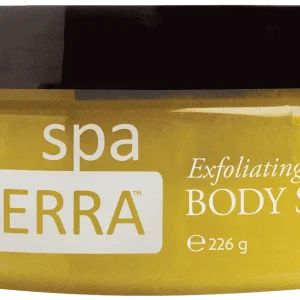 spa
ERRA™
Exfoliating
BODY S
℮ 226 g